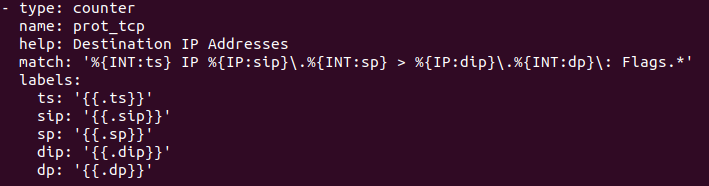 - type: counter
  name: prot_tcp
  help: Destination IP Addresses
  match: '%{INT:ts} IP %{IP:sip}\.%{INT:sp} > %{IP:dip}\.%{INT:dp}\: Flags.*'
  labels:
    ts: '{{.ts}}'
    sip: '{{.sip}}'
    sp: '{{.sp}}'
    dip: '{{.dip}}'
    dp: '{{.dp}}'